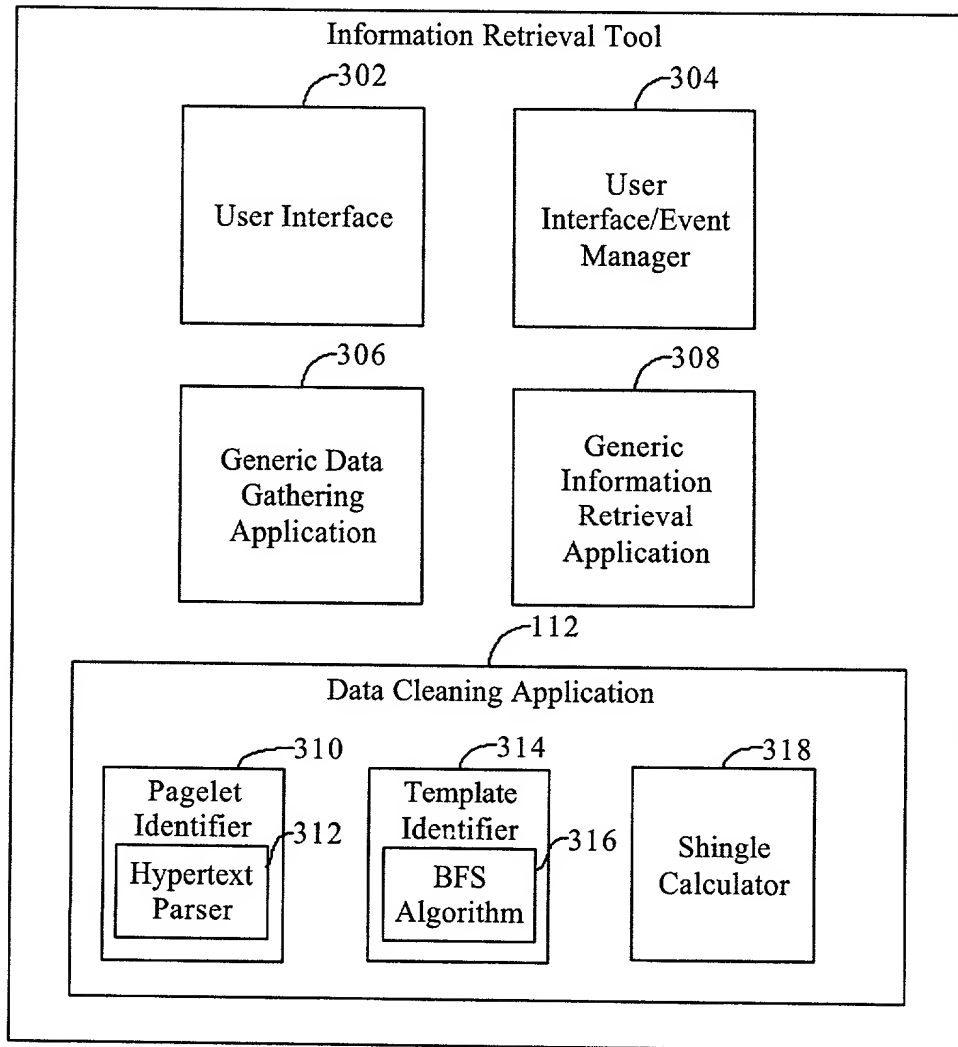 Information Retrieval Tool
302
304
User Interface
User
Interface/Event
Manager
306
308
Generic Data
Gathering
Application
Generic
Information
Retrieval
Application
112
Data Cleaning Application
310
314
318
Pagelet
Identifier
312
Hypertext
Parser
Template
Identifier
316
BFS
Algorithm
Shingle
Calculator